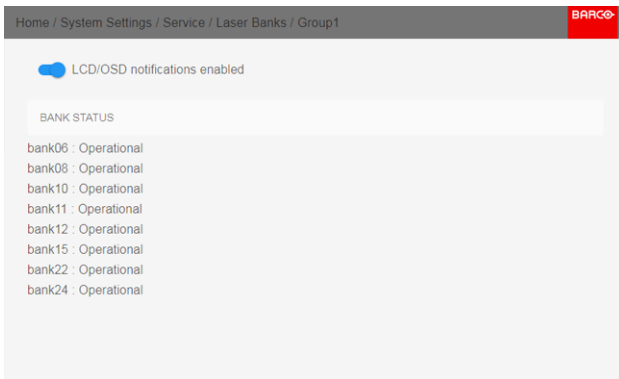 Home / System Settings / Service / Laser Banks / Group1
BARCO
LCD/OSD notifications enabled
BANK STATUS
bank06 : Operational
bank08 : Operational
bank10 : Operational
bank11 : Operational
bank12 : Operational
bank15 : Operational
bank22 : Operational
bank24 : Operational